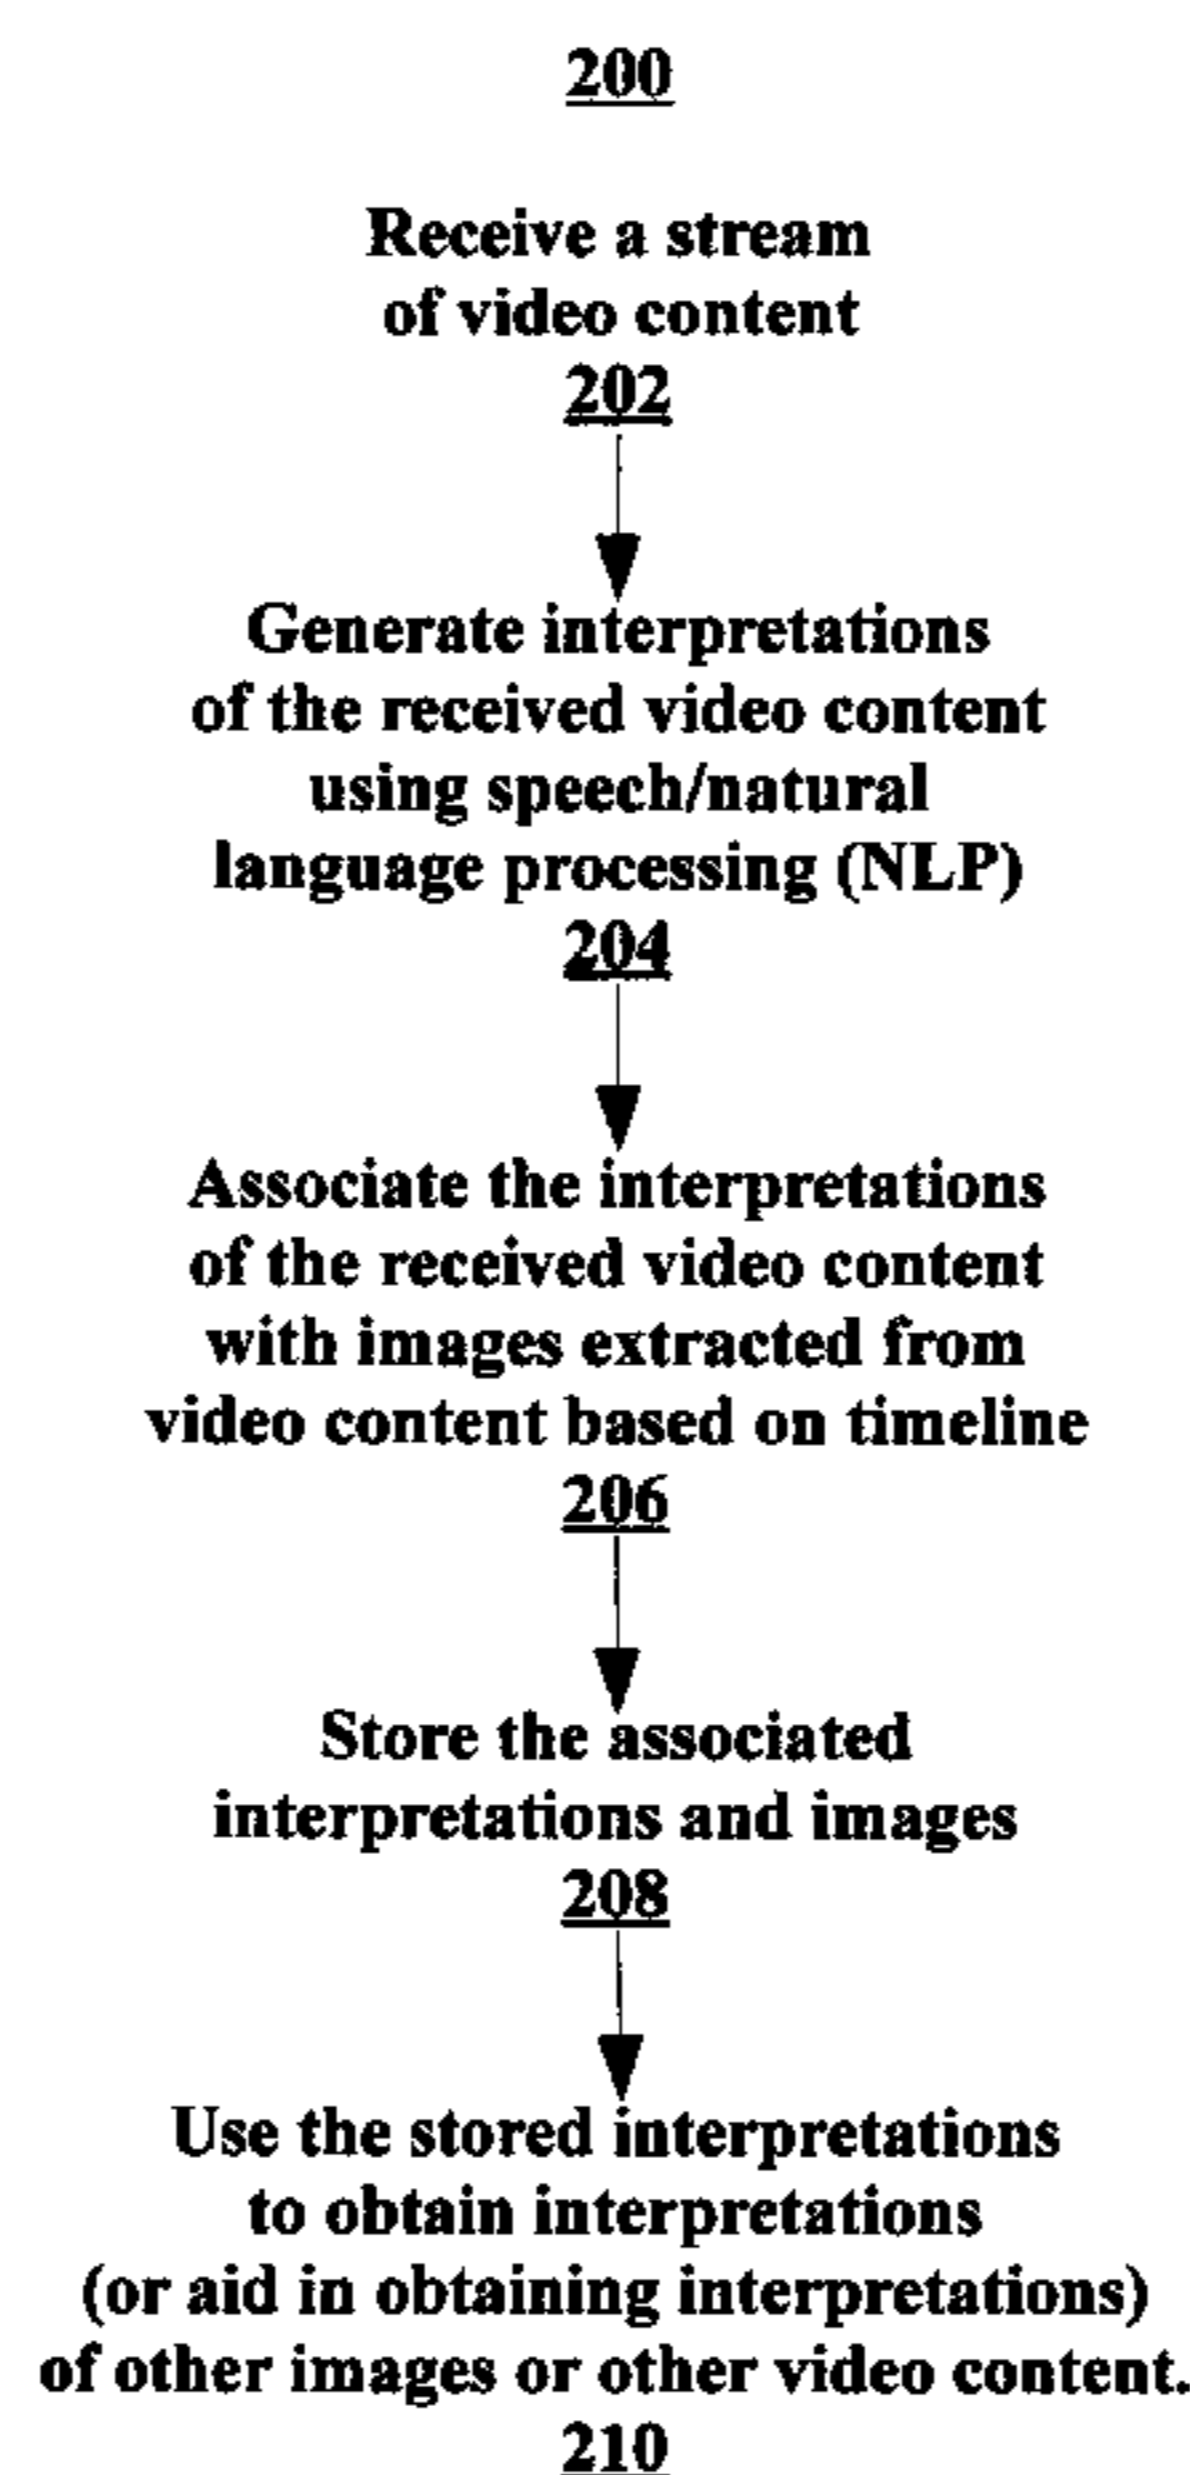 200
Receive a stream
of video content
202
Generate interpretations
of the received video content
using speech/natural
language processing (NLP)
204
Associate the interpretations
of the received video content
with images extracted from
video content based on timeline
206
Store the associated
interpretations and images
208
Use the stored interpretations
to obtain interpretations
(or aid in obtaining interpretations)
of other images or other video content.
210